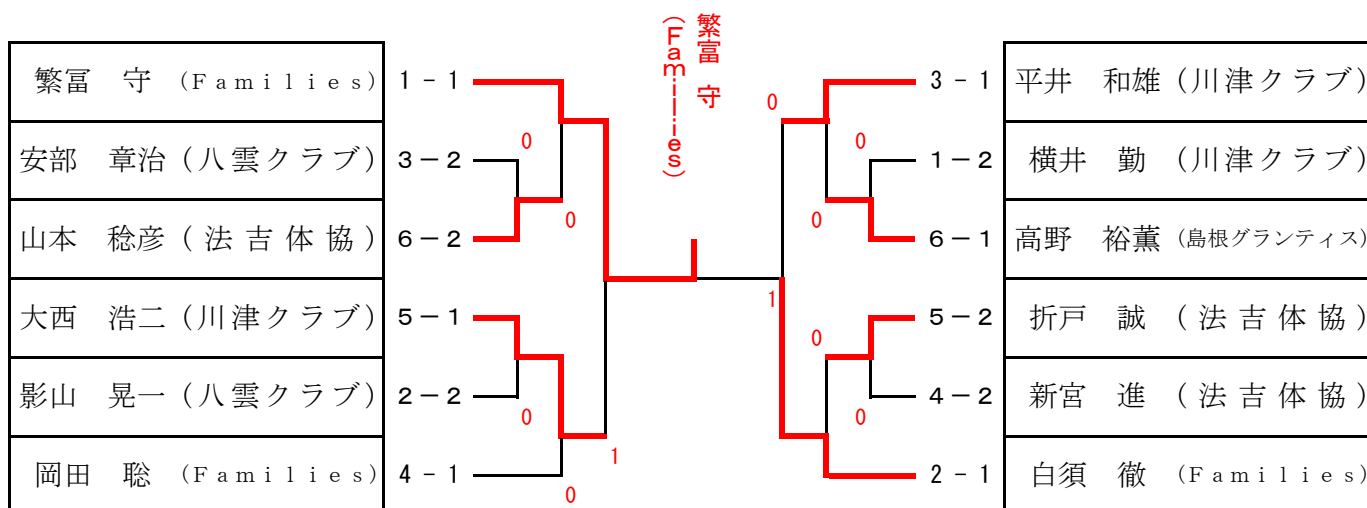 繁富　守
(Families)
繁冨　守 (Families) 1-1
安部　章治 (八雲クラブ) 3-2
山本　稔彦 (法吉体協) 6-2
大西　浩二 (川津クラブ) 5-1
影山　晃一 (八雲クラブ) 2-2
岡田　聡 (Families) 4-1
0
0
0
1
0
3-1 平井　和雄 (川津クラブ)
1-2 横井　勤 (川津クラブ)
6-1 高野　裕薫 (島根グランティス)
5-2 折戸　誠 (法吉体協)
4-2 新宮　進 (法吉体協)
2-1 白須　徹 (Families)
0
0
0
1
0
0